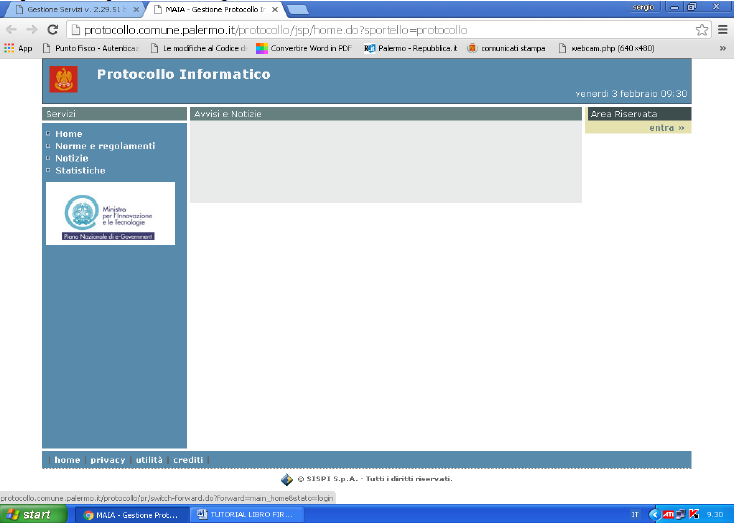 Gestione Servizi v. 2.29.51 b
MAIA - Gestione Protocollo In
sergio
protocollo.comune.palermo.it/protocollo/jsp/home.do?sportello=protocollo
App
Punto Fisco - Autentica
Le modifiche al Codice d
Convertire Word in PDF
Palermo - Repubblica.it
comunicati stampa
webcam.php (640×480)
»
Protocollo Informatico
venerdì 3 febbraio 09:30
Servizi
Avvisi e Notizie
Area Riservata
entra »
Home
Norme e regolamenti
Notizie
Statistiche
Ministro
per l'Innovazione
e le Tecnologie
Piano Nazionale di e-Government
| home | privacy | utilità | crediti |
© SISPI S.p.A. - Tutti i diritti riservati.
protocollo.comune.palermo.it/protocollo/pr/switch-forward.do?forward=main_home&stato=login
start
MAIA - Gestione Prot...
TUTORIAL LIBRO FIR...
IT
9.30